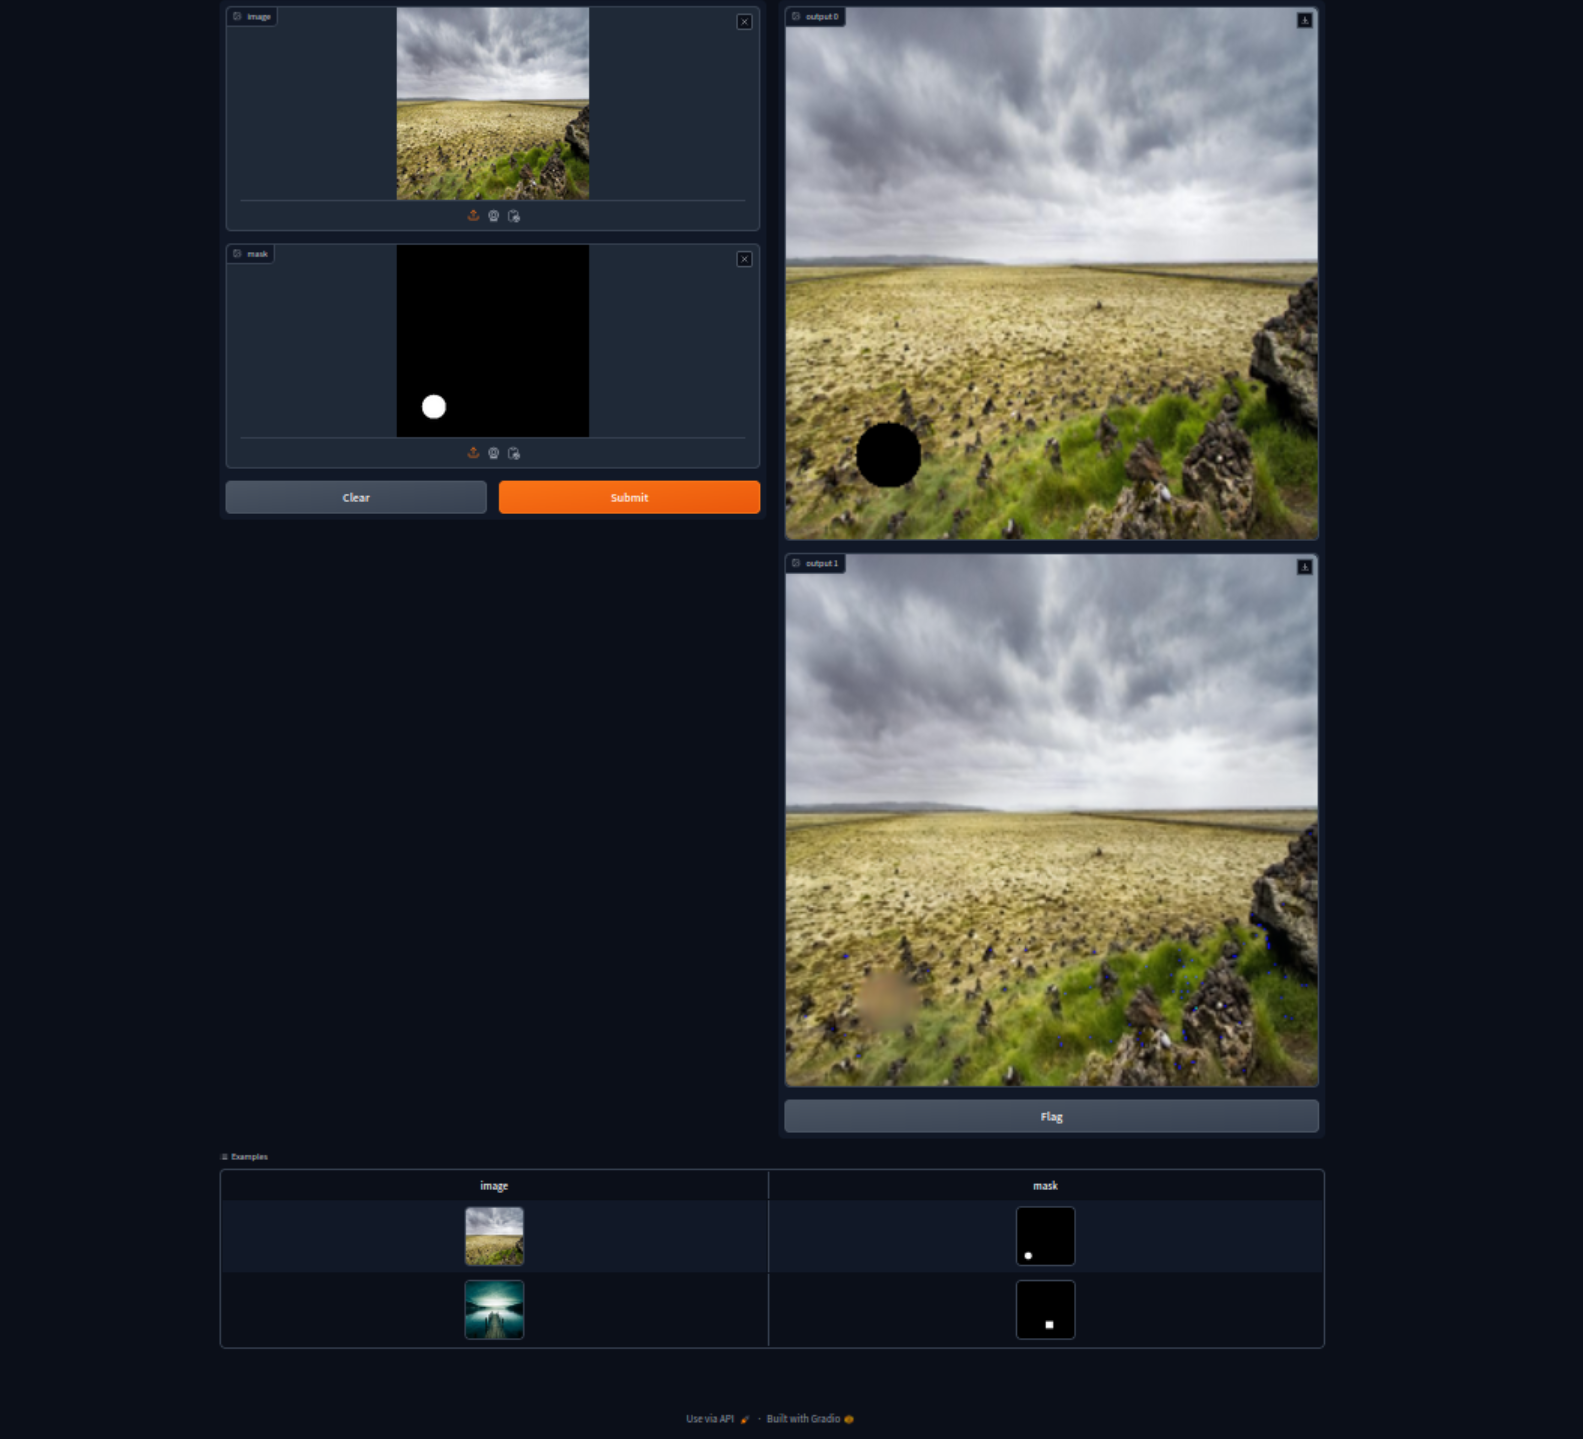 image
mask
Clear
Submit
output 0
output 1
Flag
Examples
image
mask
Use via API
· Built with Gradio